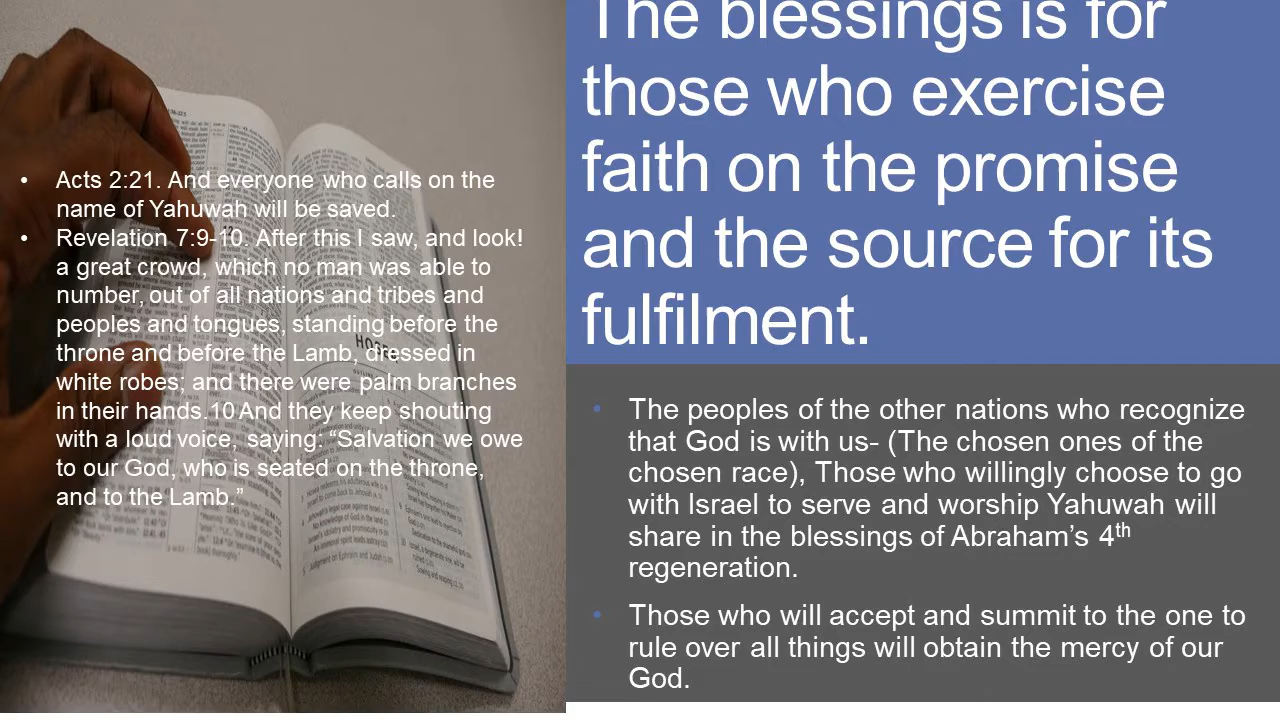 The blessings is for
those who exercise
faith on the promise
and the source for its
fulfilment.
• Acts 2:21. And everyone who calls on the
name of Yahuwah will be saved.
• Revelation 7:9-10. After this I saw, and look!
a great crowd, which no man was able to
number, out of all nations and tribes and
peoples and tongues, standing before the
throne and before the Lamb, dressed in
white robes; and there were palm branches
in their hands.10 And they keep shouting
with a loud voice, saying: “Salvation we owe
to our God, who is seated on the throne,
and to the Lamb.”
• The peoples of the other nations who recognize
that God is with us- (The chosen ones of the
chosen race), Those who willingly choose to go
with Israel to serve and worship Yahuwah will
share in the blessings of Abraham’s 4th
regeneration.
• Those who will accept and summit to the one to
rule over all things will obtain the mercy of our
God.